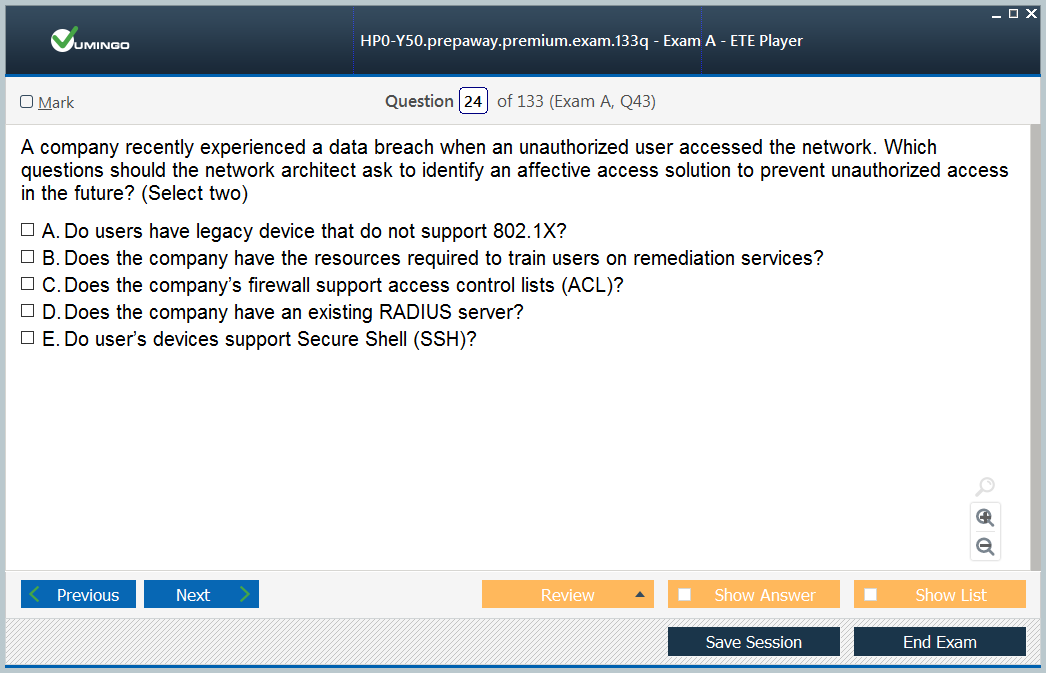 VUMINGO
HP0-Y50.prepaway.premium.exam.133q - Exam A - ETE Player
Mark
Question 24 of 133 (Exam A, Q43)
A company recently experienced a data breach when an unauthorized user accessed the network. Which
questions should the network architect ask to identify an affective access solution to prevent unauthorized access
in the future? (Select two)
A. Do users have legacy device that do not support 802.1X?
B. Does the company have the resources required to train users on remediation services?
C. Does the company’s firewall support access control lists (ACL)?
D. Does the company have an existing RADIUS server?
E. Do user’s devices support Secure Shell (SSH)?
Previous
Next
Review
Show Answer
Show List
Save Session
End Exam